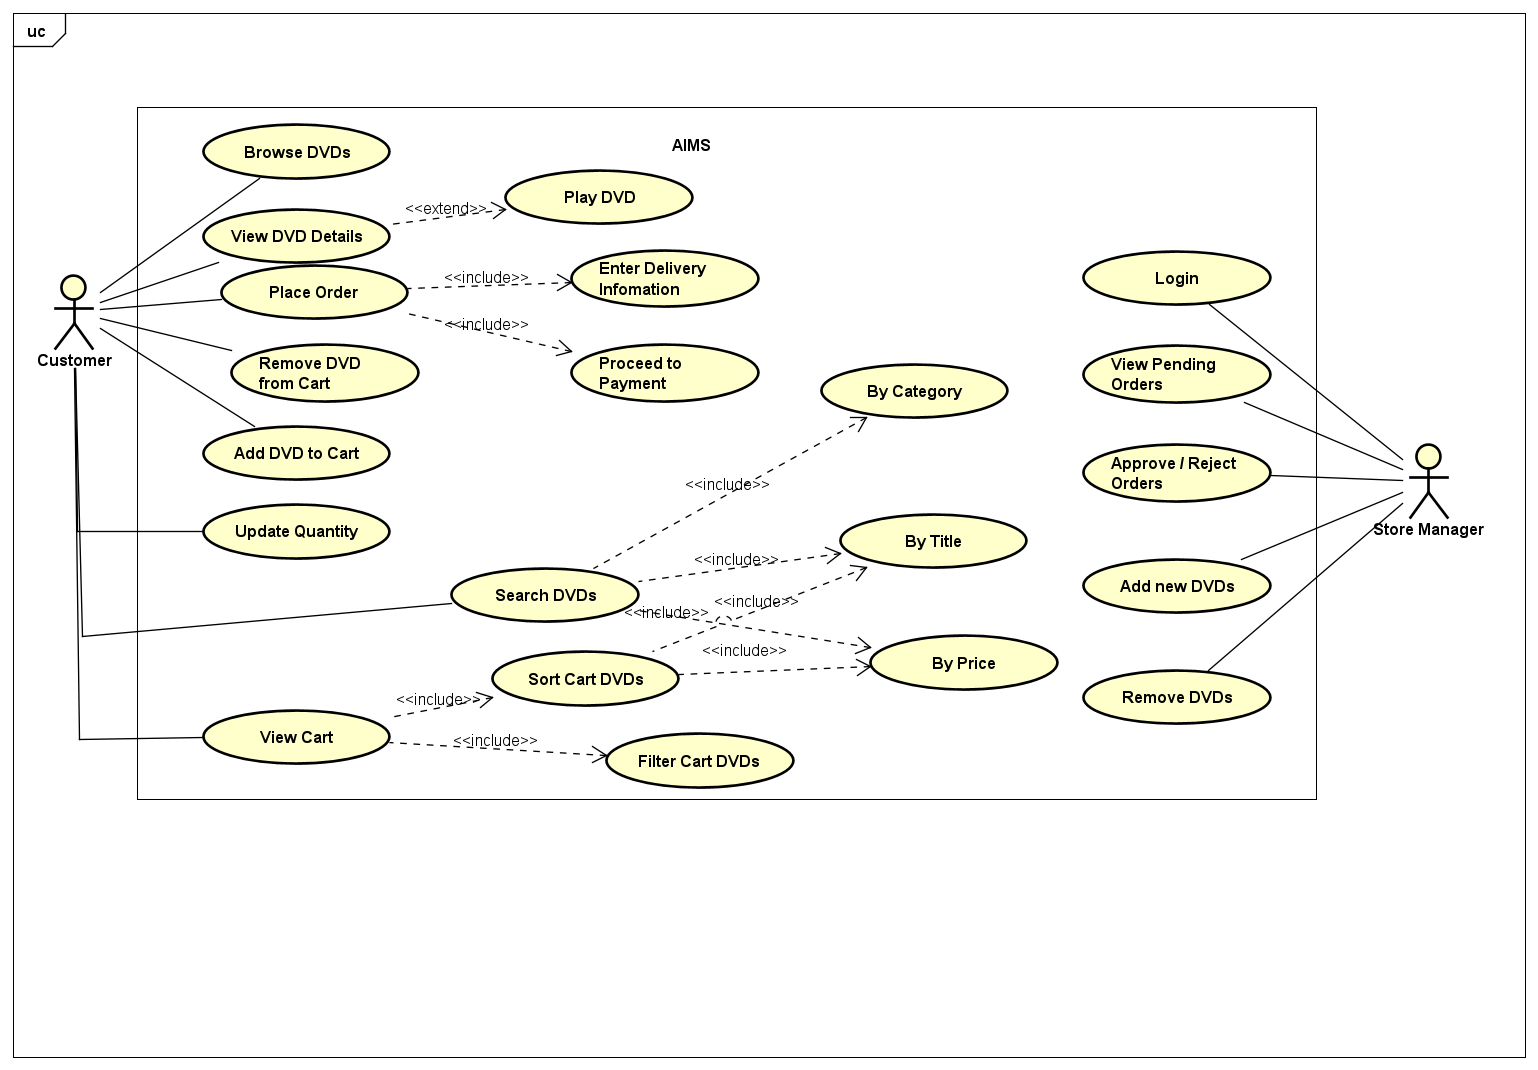 uc
AIMS
Browse DVDs
Play DVD
<<extend>>
View DVD Details
Enter Delivery
Infomation
<<include>>
Place Order
Login
<<include>>
Customer
Remove DVD
from Cart
Proceed to
Payment
View Pending
Orders
By Category
Add DVD to Cart
Approve / Reject
Orders
<<include>>
Store Manager
Update Quantity
By Title
<<include>>
Search DVDs
Add new DVDs
<<include>>
<<include>>
<<include>>
By Price
Sort Cart DVDs
Remove DVDs
<<include>>
View Cart
<<include>>
Filter Cart DVDs